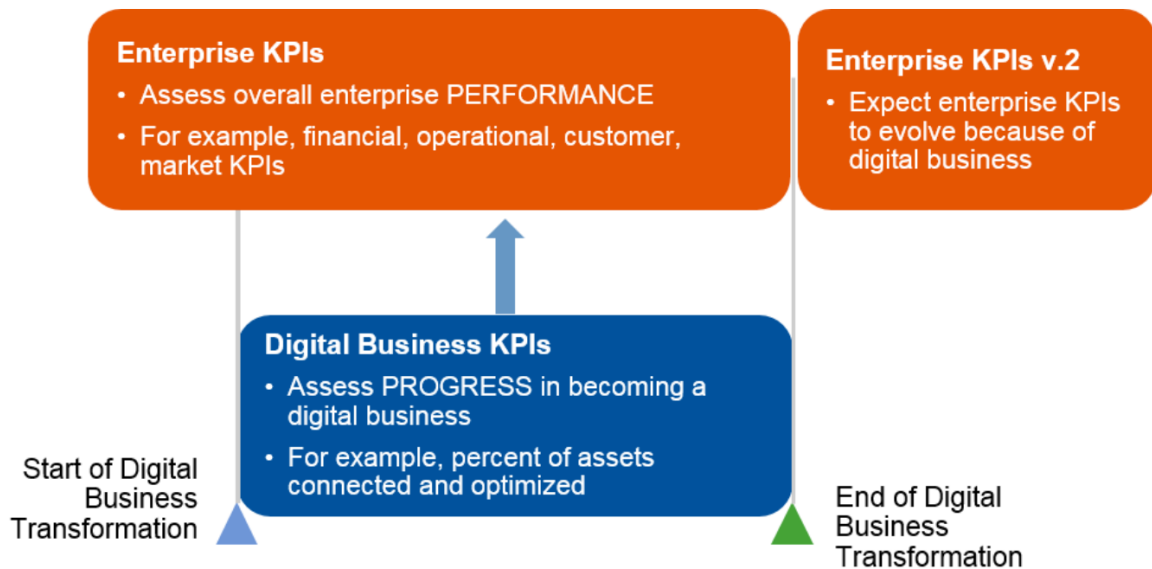 Enterprise KPIs
• Assess overall enterprise PERFORMANCE
• For example, financial, operational, customer,
market KPIs
Enterprise KPIs v.2
• Expect enterprise KPIs
to evolve because of
digital business
Digital Business KPIs
• Assess PROGRESS in becoming a
digital business
• For example, percent of assets
connected and optimized
Start of Digital
Business
Transformation
End of Digital
Business
Transformation